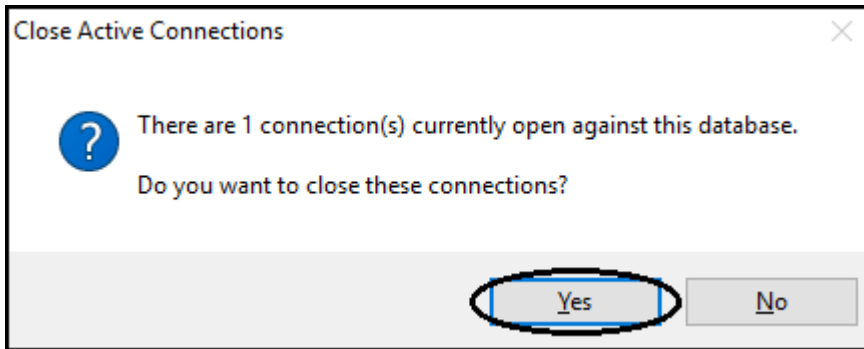 Close Active Connections
There are 1 connection(s) currently open against this database.
Do you want to close these connections?
Yes No